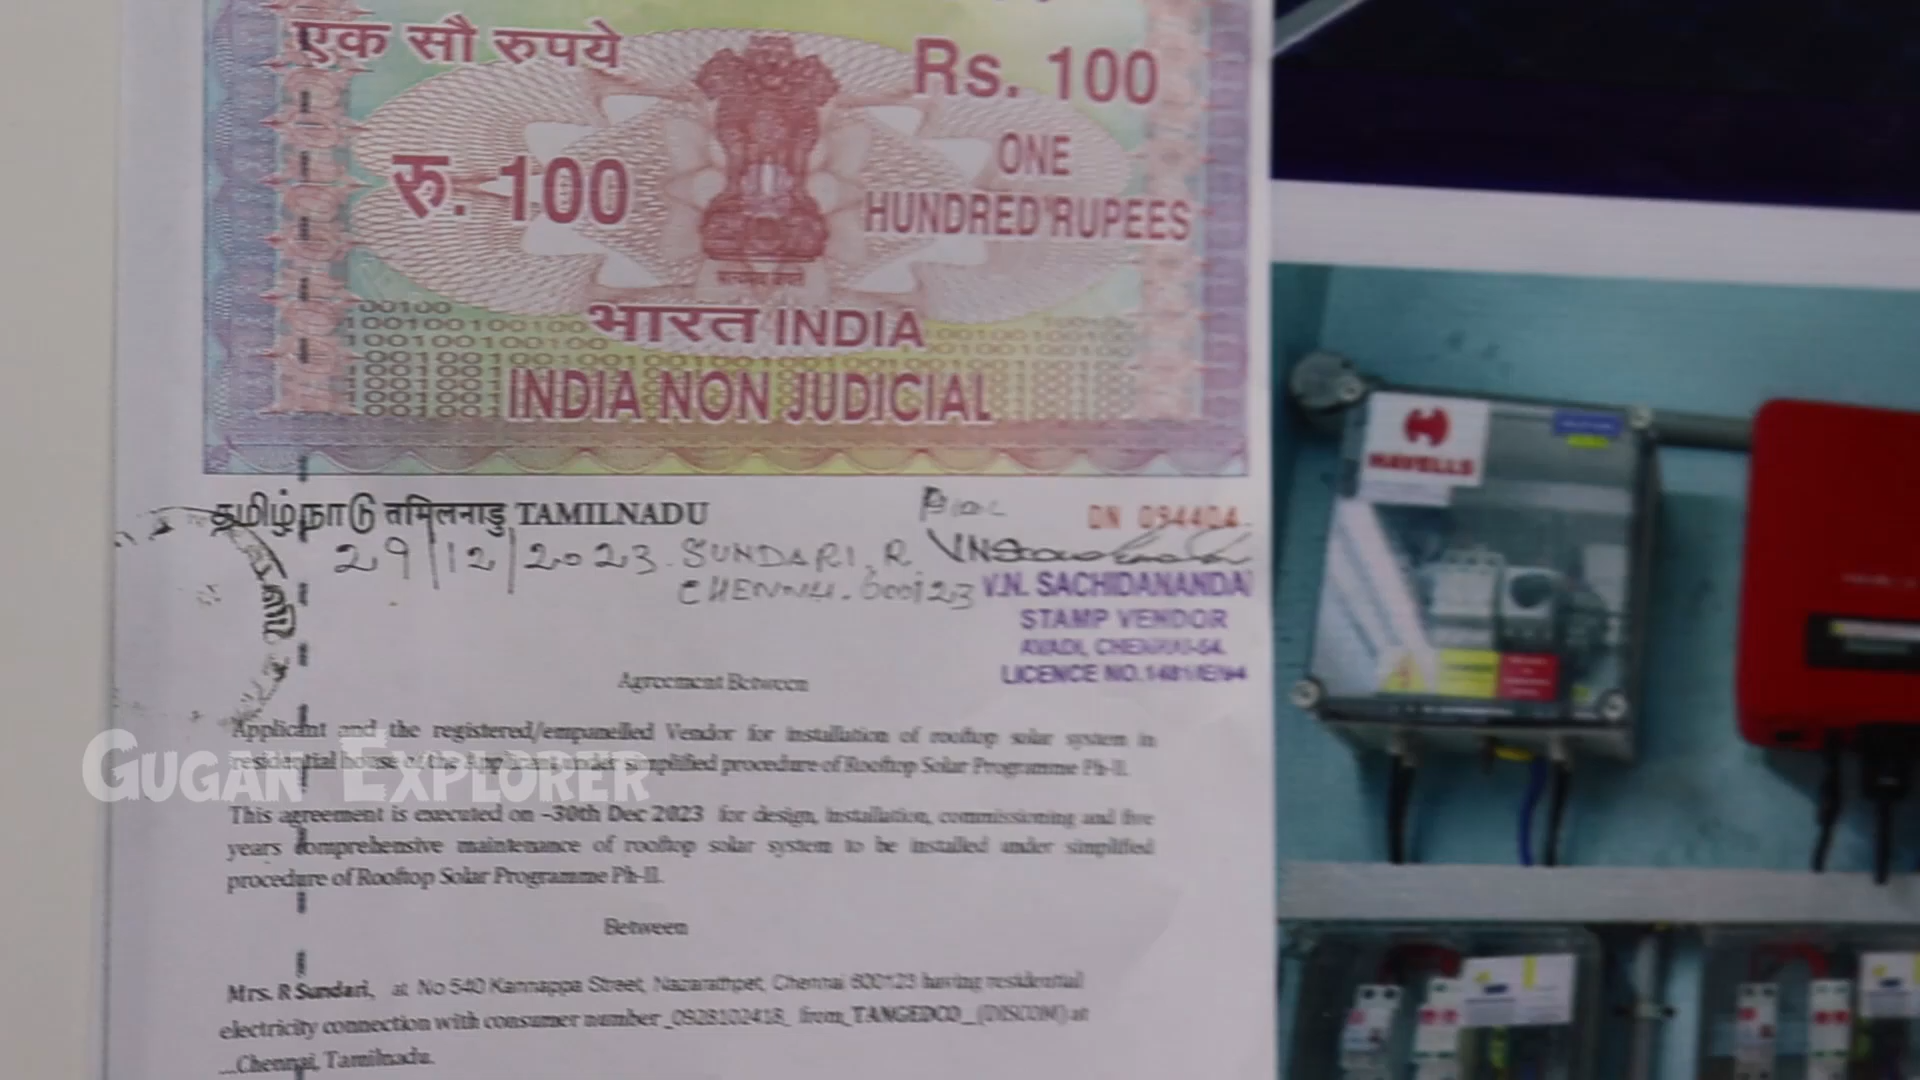 एक सौ रुपये
Rs. 100
रु. 100
ONE
HUNDRED RUPEES
भारत INDIA
INDIA NON JUDICIAL
தமிழ்நாடு तमिलनाडु TAMILNADU
DN 094404
29/12/2023. SUNDARI, R.
V.N. SACHIDANANDA
STAMP VENDOR
AVADI, CHENNAI-54.
LICENCE NO.
Agreement Between
Applicant and the registered/empanelled Vendor for installation of rooftop solar system in
residential house of the Applicant under simplified procedure of Rooftop Solar Programme Ph-II.
This agreement is executed on -30th Dec 2023 for design, installation, commissioning and five
years comprehensive maintenance of rooftop solar system to be installed under simplified
procedure of Rooftop Solar Programme Ph-II.
Between
Mrs. R Sundari, at No 540 Kannappa Street, Nazarathpet, Chennai 600123 having residential
electricity connection with consumer number from TANGEDCO (DISCOM) at
...Chennai, Tamilnadu.
GUGAN EXPLORER
HAVELLS